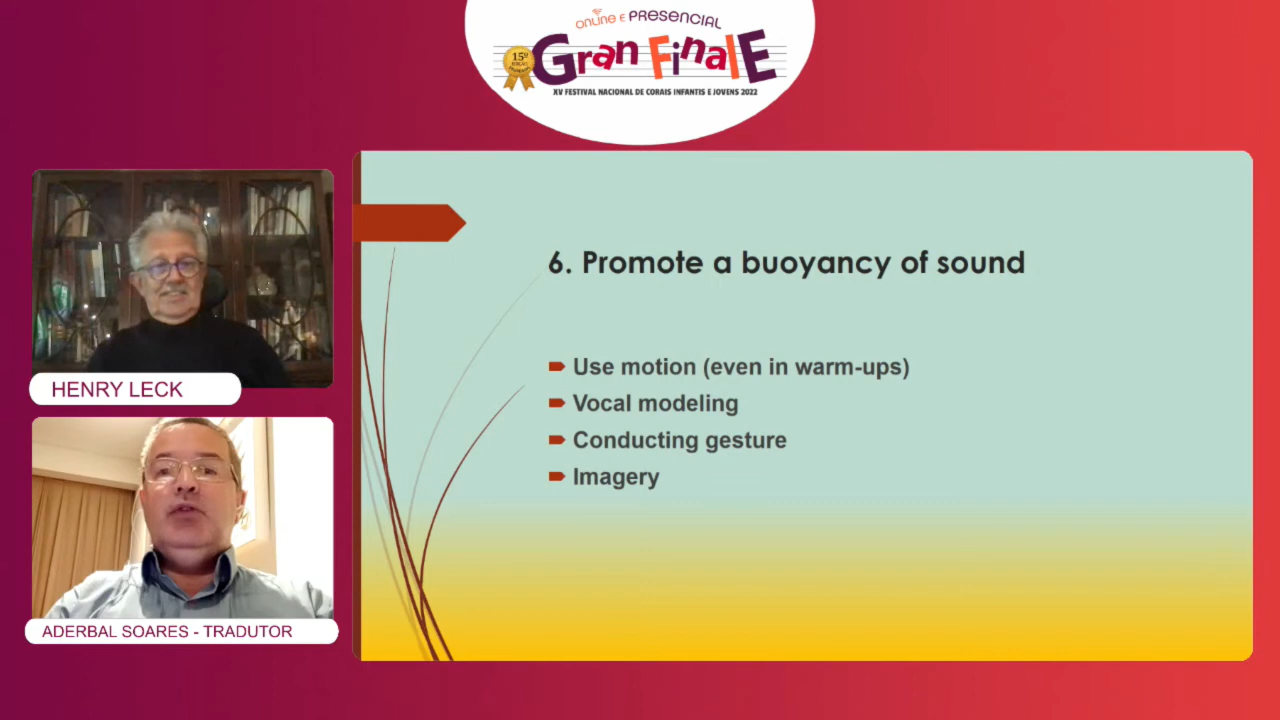 ONLINE E PRESENCIAL
15º
Gran Finale
XV FESTIVAL NACIONAL DE CORAIS INFANTIS E JOVENS 2022
6. Promote a buoyancy of sound
Use motion (even in warm-ups)
Vocal modeling
Conducting gesture
Imagery
HENRY LECK
ADERBAL SOARES - TRADUTOR